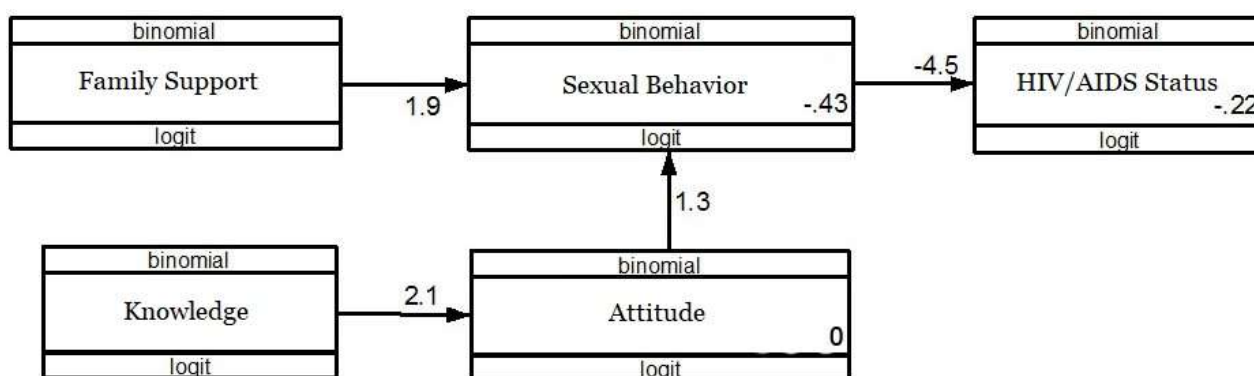 binomial
Family Support
logit
1.9
binomial
Sexual Behavior
-.43
logit
-4.5
binomial
HIV/AIDS Status
-.22
logit
1.3
binomial
Knowledge
logit
2.1
binomial
Attitude
0
logit